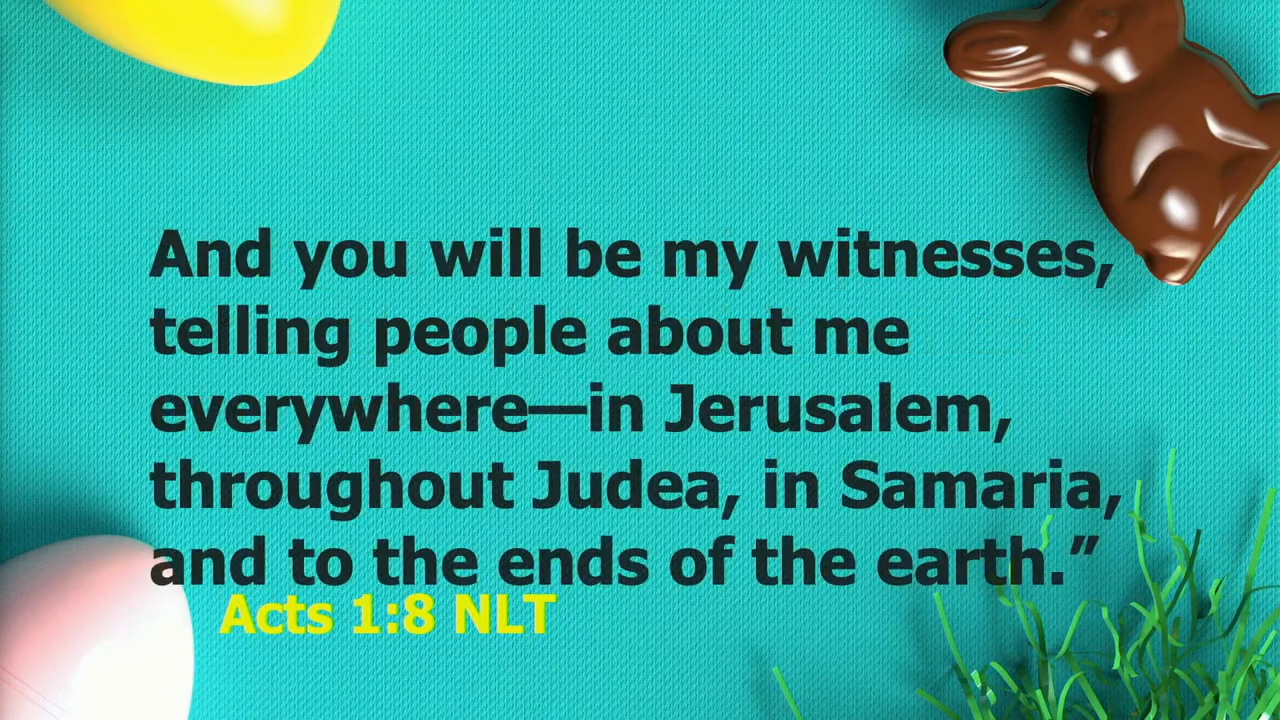 And you will be my witnesses,
telling people about me
everywhere—in Jerusalem,
throughout Judea, in Samaria,
and to the ends of the earth.”
Acts 1:8 NLT